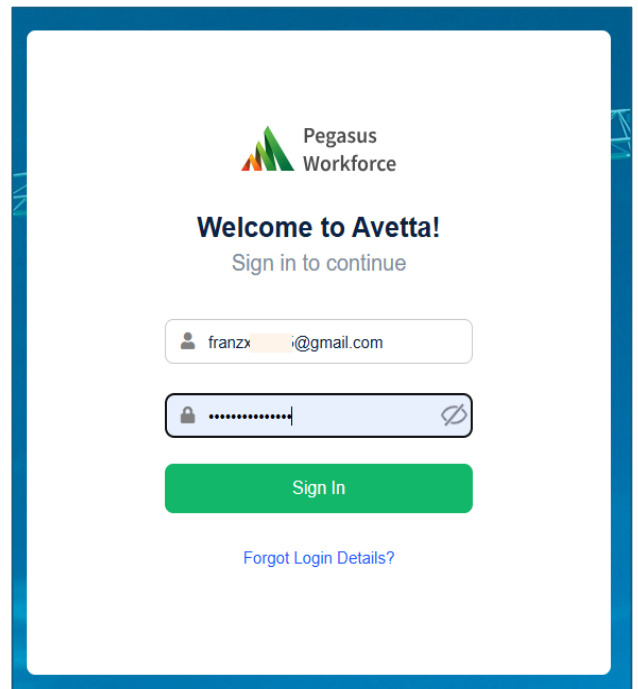 Pegasus
Workforce
Welcome to Avetta!
Sign in to continue
franzx @gmail.com
Sign In
Forgot Login Details?